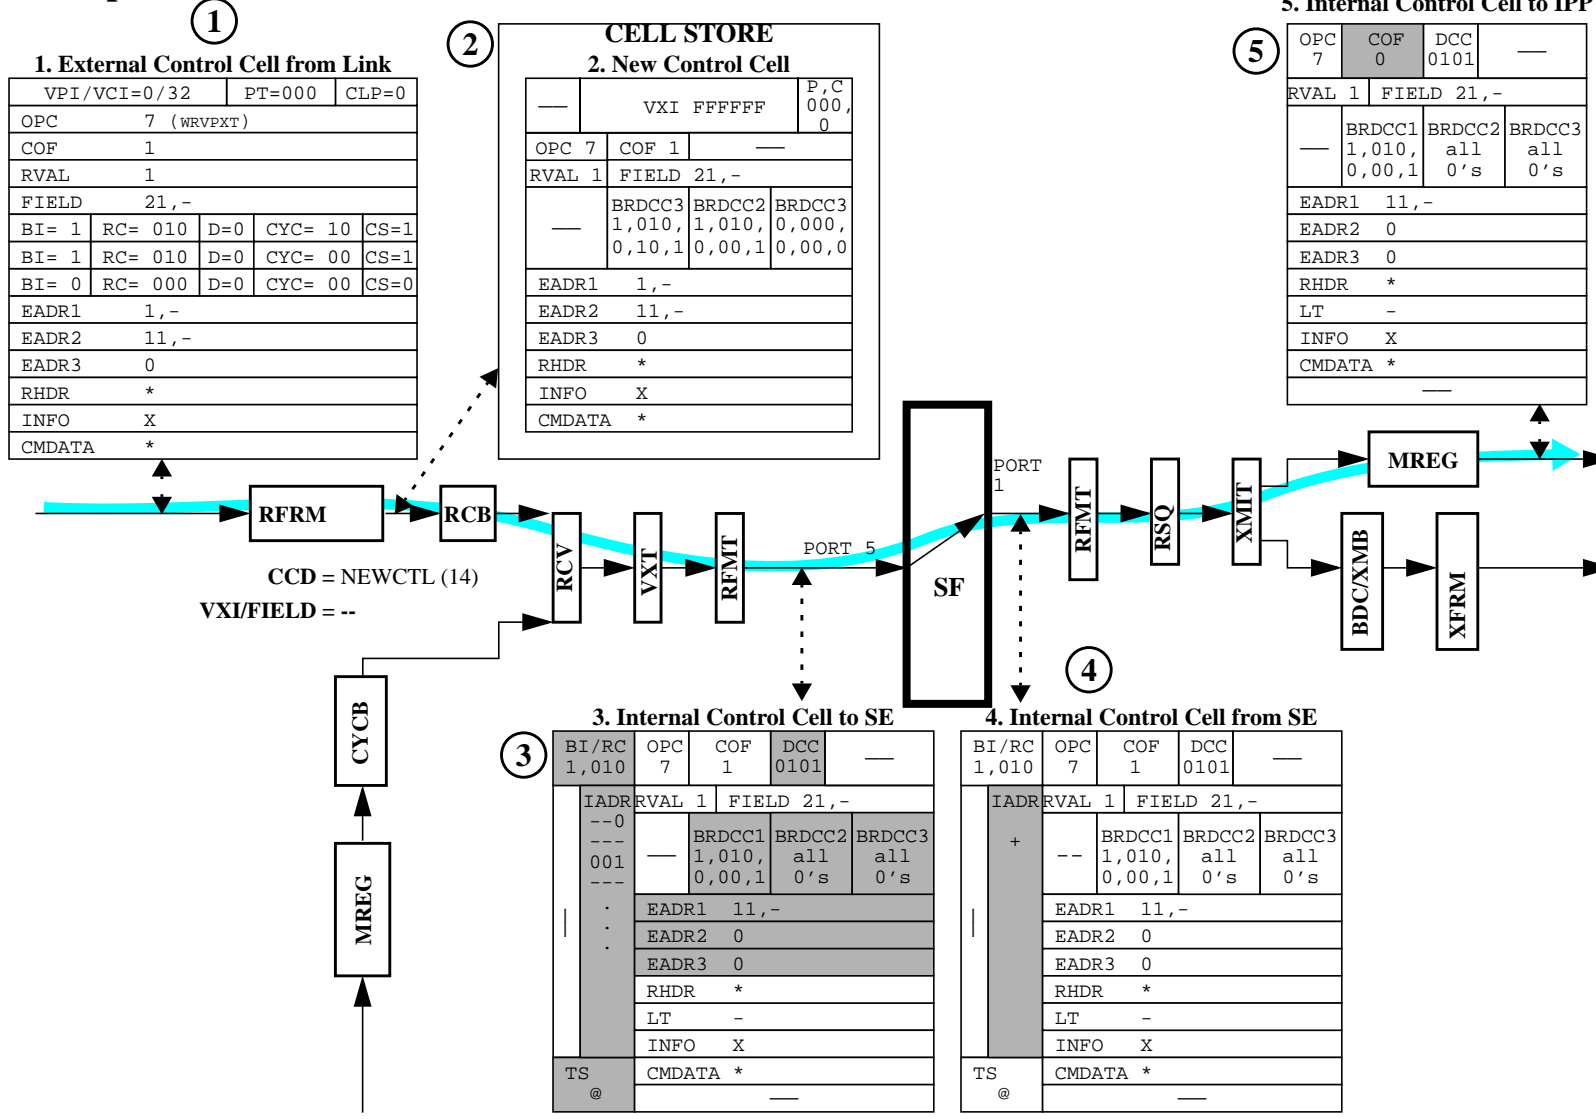 1
1. External Control Cell from Link
VPI/VCI=0/32 PT=000 CLP=0
OPC 7 (WRVPXT)
COF 1
RVAL 1
FIELD 21,-
BI= 1 RC= 010 D=0 CYC= 10 CS=1
BI= 1 RC= 010 D=0 CYC= 00 CS=1
BI= 0 RC= 000 D=0 CYC= 00 CS=0
EADR1 1,-
EADR2 11,-
EADR3 0
RHDR *
INFO X
CMDATA *
2
CELL STORE
2. New Control Cell
— VXI FFFFFF P,C
000,
0
OPC 7 COF 1 —
RVAL 1 FIELD 21,-
BRDCC3 BRDCC2 BRDCC3
— 1,010, 1,010, 0,000,
0,10,1 0,00,1 0,00,0
EADR1 1,-
EADR2 11,-
EADR3 0
RHDR *
INFO X
CMDATA *
5. Internal Control Cell to IPP
5
OPC COF DCC —
7 0 0101
RVAL 1 FIELD 21,-
BRDCC1 BRDCC2 BRDCC3
— 1,010, all all
0,00,1 0's 0's
EADR1 11,-
EADR2 0
EADR3 0
RHDR *
LT -
INFO X
CMDATA *
—
RFRM
RCB
RCV
VXT
RFMT
PORT 5
SF
PORT
1
RFMT
RSQ
XMT
MREG
BDC/XMB
XFRM
CCD = NEWCTL (14)
VXI/FIELD = --
CYCB
MREG
3. Internal Control Cell to SE
3
BI/RC OPC COF DCC —
1,010 7 1 0101
IADR RVAL 1 FIELD 21,-
--0
---
001
---
.
.
.
BRDCC1 BRDCC2 BRDCC3
— 1,010, all all
0,00,1 0's 0's
EADR1 11,-
EADR2 0
EADR3 0
RHDR *
LT -
INFO X
TS CMDATA *
@ —
4
4. Internal Control Cell from SE
BI/RC OPC COF DCC —
1,010 7 1 0101
IADR RVAL 1 FIELD 21,-
+
BRDCC1 BRDCC2 BRDCC3
-- 1,010, all all
0,00,1 0's 0's
EADR1 11,-
EADR2 0
EADR3 0
RHDR *
LT -
INFO X
TS CMDATA *
@ —